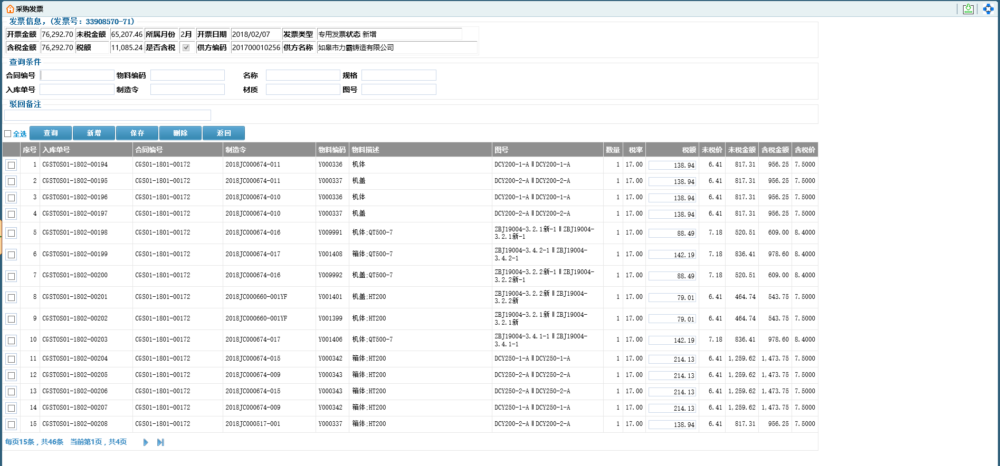 采购发票
发票信息，(发票号：33908570-71)
开票金额 76,292.70 未税金额 65,207.46 所属月份 2月 开票日期 2018/02/07 发票类型 专用发票状态 新增
含税金额 76,292.70 税额 11,085.24 是否含税 供方编码 201700010256 供方名称 如皋市力霸铸造有限公司
查询条件
合同编号 物料编码 名称 规格
入库单号 制造令 材质 图号
驳回备注
全选 查询 新增 保存 删除 返回
序号 入库单号 合同编号 制造令 物料编码 物料描述 图号 数量 税率 税额 未税价 未税金额 含税金额 含税价
1 CGSTOS01-1802-00194 CGS01-1801-00172 2018JC000674-011 Y000336 机体 DCY200-1-A‖DCY200-1-A 1 17.00 138.94 6.41 817.31 956.25 7.5000
2 CGSTOS01-1802-00195 CGS01-1801-00172 2018JC000674-011 Y000337 机盖 DCY200-2-A‖DCY200-2-A 1 17.00 138.94 6.41 817.31 956.25 7.5000
3 CGSTOS01-1802-00196 CGS01-1801-00172 2018JC000674-010 Y000336 机体 DCY200-1-A‖DCY200-1-A 1 17.00 138.94 6.41 817.31 956.25 7.5000
4 CGSTOS01-1802-00197 CGS01-1801-00172 2018JC000674-010 Y000337 机盖 DCY200-2-A‖DCY200-2-A 1 17.00 138.94 6.41 817.31 956.25 7.5000
5 CGSTOS01-1802-00198 CGS01-1801-00172 2018JC000674-016 Y009991 机体;QT500-7 ZBJ19004-3.2.1新-1‖ZBJ19004-
3.2.1新-1 1 17.00 88.49 7.18 520.51 609.00 8.4000
6 CGSTOS01-1802-00199 CGS01-1801-00172 2018JC000674-017 Y001408 箱体;QT500-7 ZBJ19004-3.4.2-1‖ZBJ19004-
3.4.2-1 1 17.00 142.19 7.18 836.41 978.60 8.4000
7 CGSTOS01-1802-00200 CGS01-1801-00172 2018JC000674-016 Y009992 机盖;QT500-7 ZBJ19004-3.2.2新-1‖ZBJ19004-
3.2.2新-1 1 17.00 88.49 7.18 520.51 609.00 8.4000
8 CGSTOS01-1802-00201 CGS01-1801-00172 2018JC000660-001YF Y001401 机盖;HT200 ZBJ19004-3.2.2新‖ZBJ19004-
3.2.2新 1 17.00 79.01 6.41 464.74 543.75 7.5000
9 CGSTOS01-1802-00202 CGS01-1801-00172 2018JC000660-001YF Y001399 机体;HT200 ZBJ19004-3.2.1新‖ZBJ19004-
3.2.1新 1 17.00 79.01 6.41 464.74 543.75 7.5000
10 CGSTOS01-1802-00203 CGS01-1801-00172 2018JC000674-017 Y001406 机体;QT500-7 ZBJ19004-3.4.1-1‖ZBJ19004-
3.4.1-1 1 17.00 142.19 7.18 836.41 978.60 8.4000
11 CGSTOS01-1802-00204 CGS01-1801-00172 2018JC000674-015 Y000342 箱体;HT200 DCY250-1-A‖DCY250-1-A 1 17.00 214.13 6.41 1,259.62 1,473.75 7.5000
12 CGSTOS01-1802-00205 CGS01-1801-00172 2018JC000674-009 Y000343 箱体;HT200 DCY250-2-A‖DCY250-2-A 1 17.00 214.13 6.41 1,259.62 1,473.75 7.5000
13 CGSTOS01-1802-00206 CGS01-1801-00172 2018JC000674-015 Y000343 箱体;HT200 DCY250-2-A‖DCY250-2-A 1 17.00 214.13 6.41 1,259.62 1,473.75 7.5000
14 CGSTOS01-1802-00207 CGS01-1801-00172 2018JC000674-009 Y000342 箱体;HT200 DCY250-1-A‖DCY250-1-A 1 17.00 214.13 6.41 1,259.62 1,473.75 7.5000
15 CGSTOS01-1802-00208 CGS01-1801-00172 2018JC000517-001 Y000337 箱体;HT200 DCY200-2-A‖DCY200-2-A 1 17.00 138.94 6.41 817.31 956.25 7.5000
每页15条，共46条 当前第1页，共4页